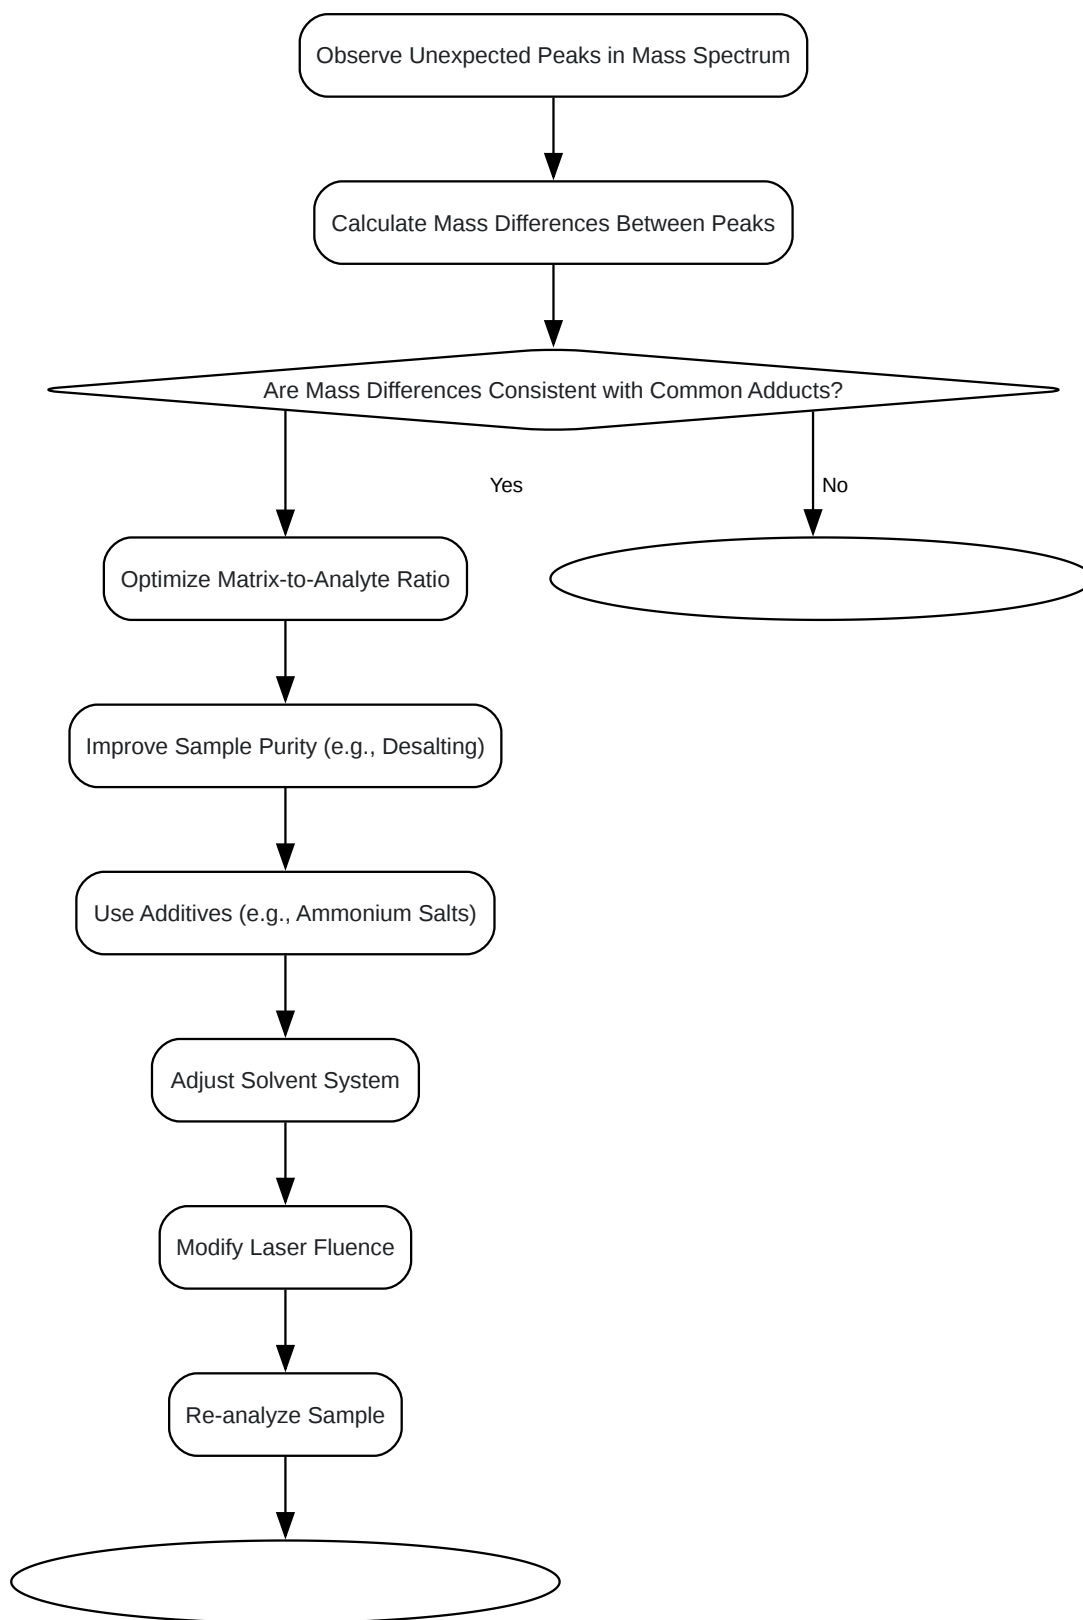 Observe Unexpected Peaks in Mass Spectrum
Calculate Mass Differences Between Peaks
Are Mass Differences Consistent with Common Adducts?
Yes
No
Optimize Matrix-to-Analyte Ratio
Improve Sample Purity (e.g., Desalting)
Use Additives (e.g., Ammonium Salts)
Adjust Solvent System
Modify Laser Fluence
Re-analyze Sample